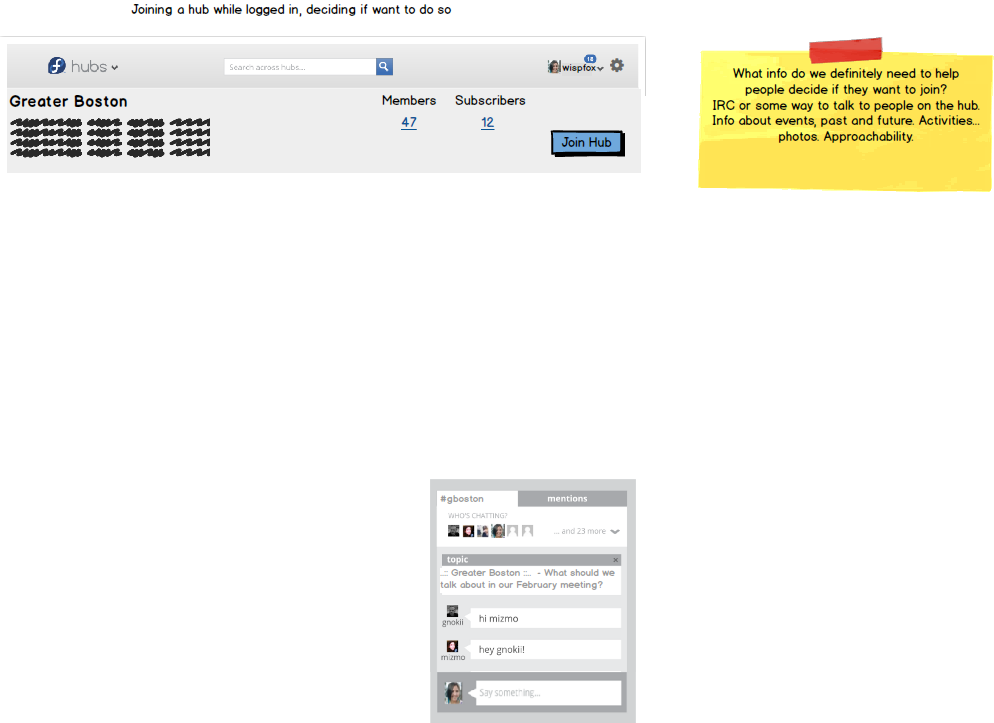 Joining a hub while logged in, deciding if want to do so
hubs
Search across hubs...
18
wispfox
Greater Boston
Members
Subscribers
47
12
Join Hub
What info do we definitely need to help
people decide if they want to join?
IRC or some way to talk to people on the hub.
Info about events, past and future. Activities...
photos. Approachability.
#gboston
mentions
WHO'S CHATTING?
... and 23 more
topic
.:: Greater Boston ::.. - What should we
talk about in our February meeting?
gnokii
hi mizmo
mizmo
hey gnokii!
Say something...